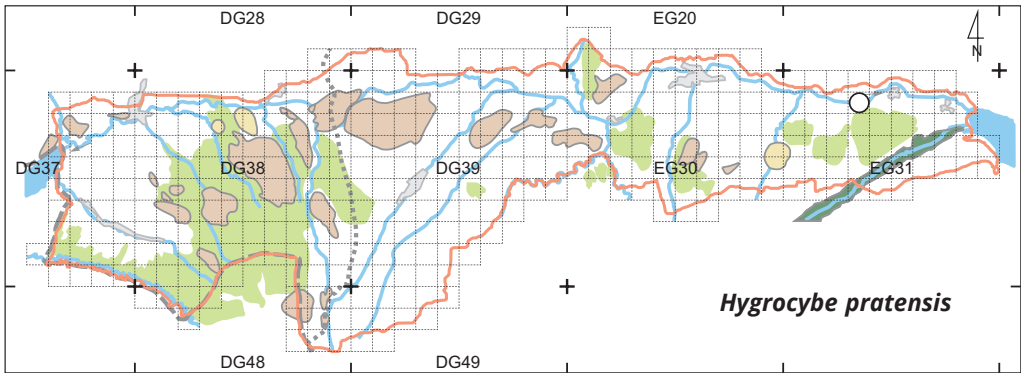 DG28 DG29 EG20
N
DG37 DG38 DG39 EG30 EG31
Hygrocybe pratensis
DG48 DG49